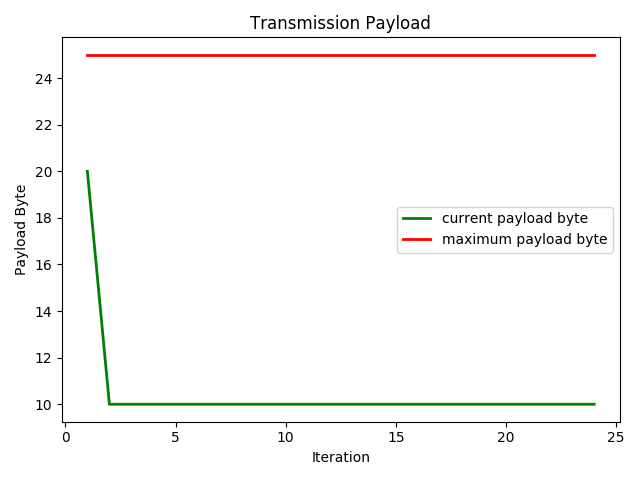 Transmission Payload
Payload Byte
24
22
20
18
16
14
12
10
current payload byte
maximum payload byte
0 5 10 15 20 25
Iteration